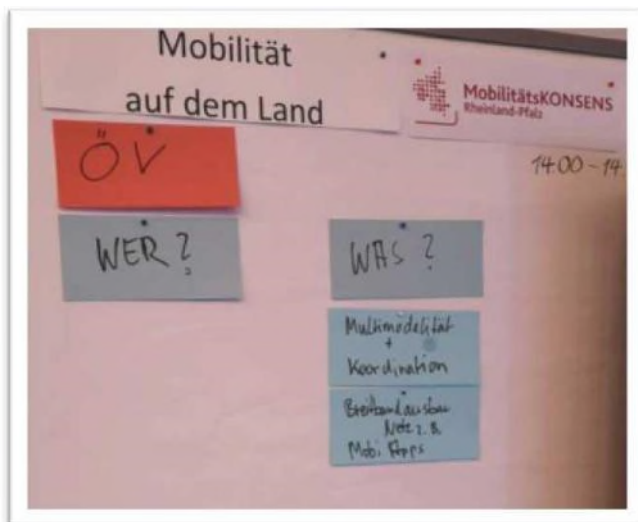 Mobilität
auf dem Land
MobilitätsKONSENS
Rheinland-Pfalz
14:00-14
ÖV
WER?
WAS?
Multimodalität
+
Koordination
Breitbandausbau
Netz z.B.
Mobi Apps